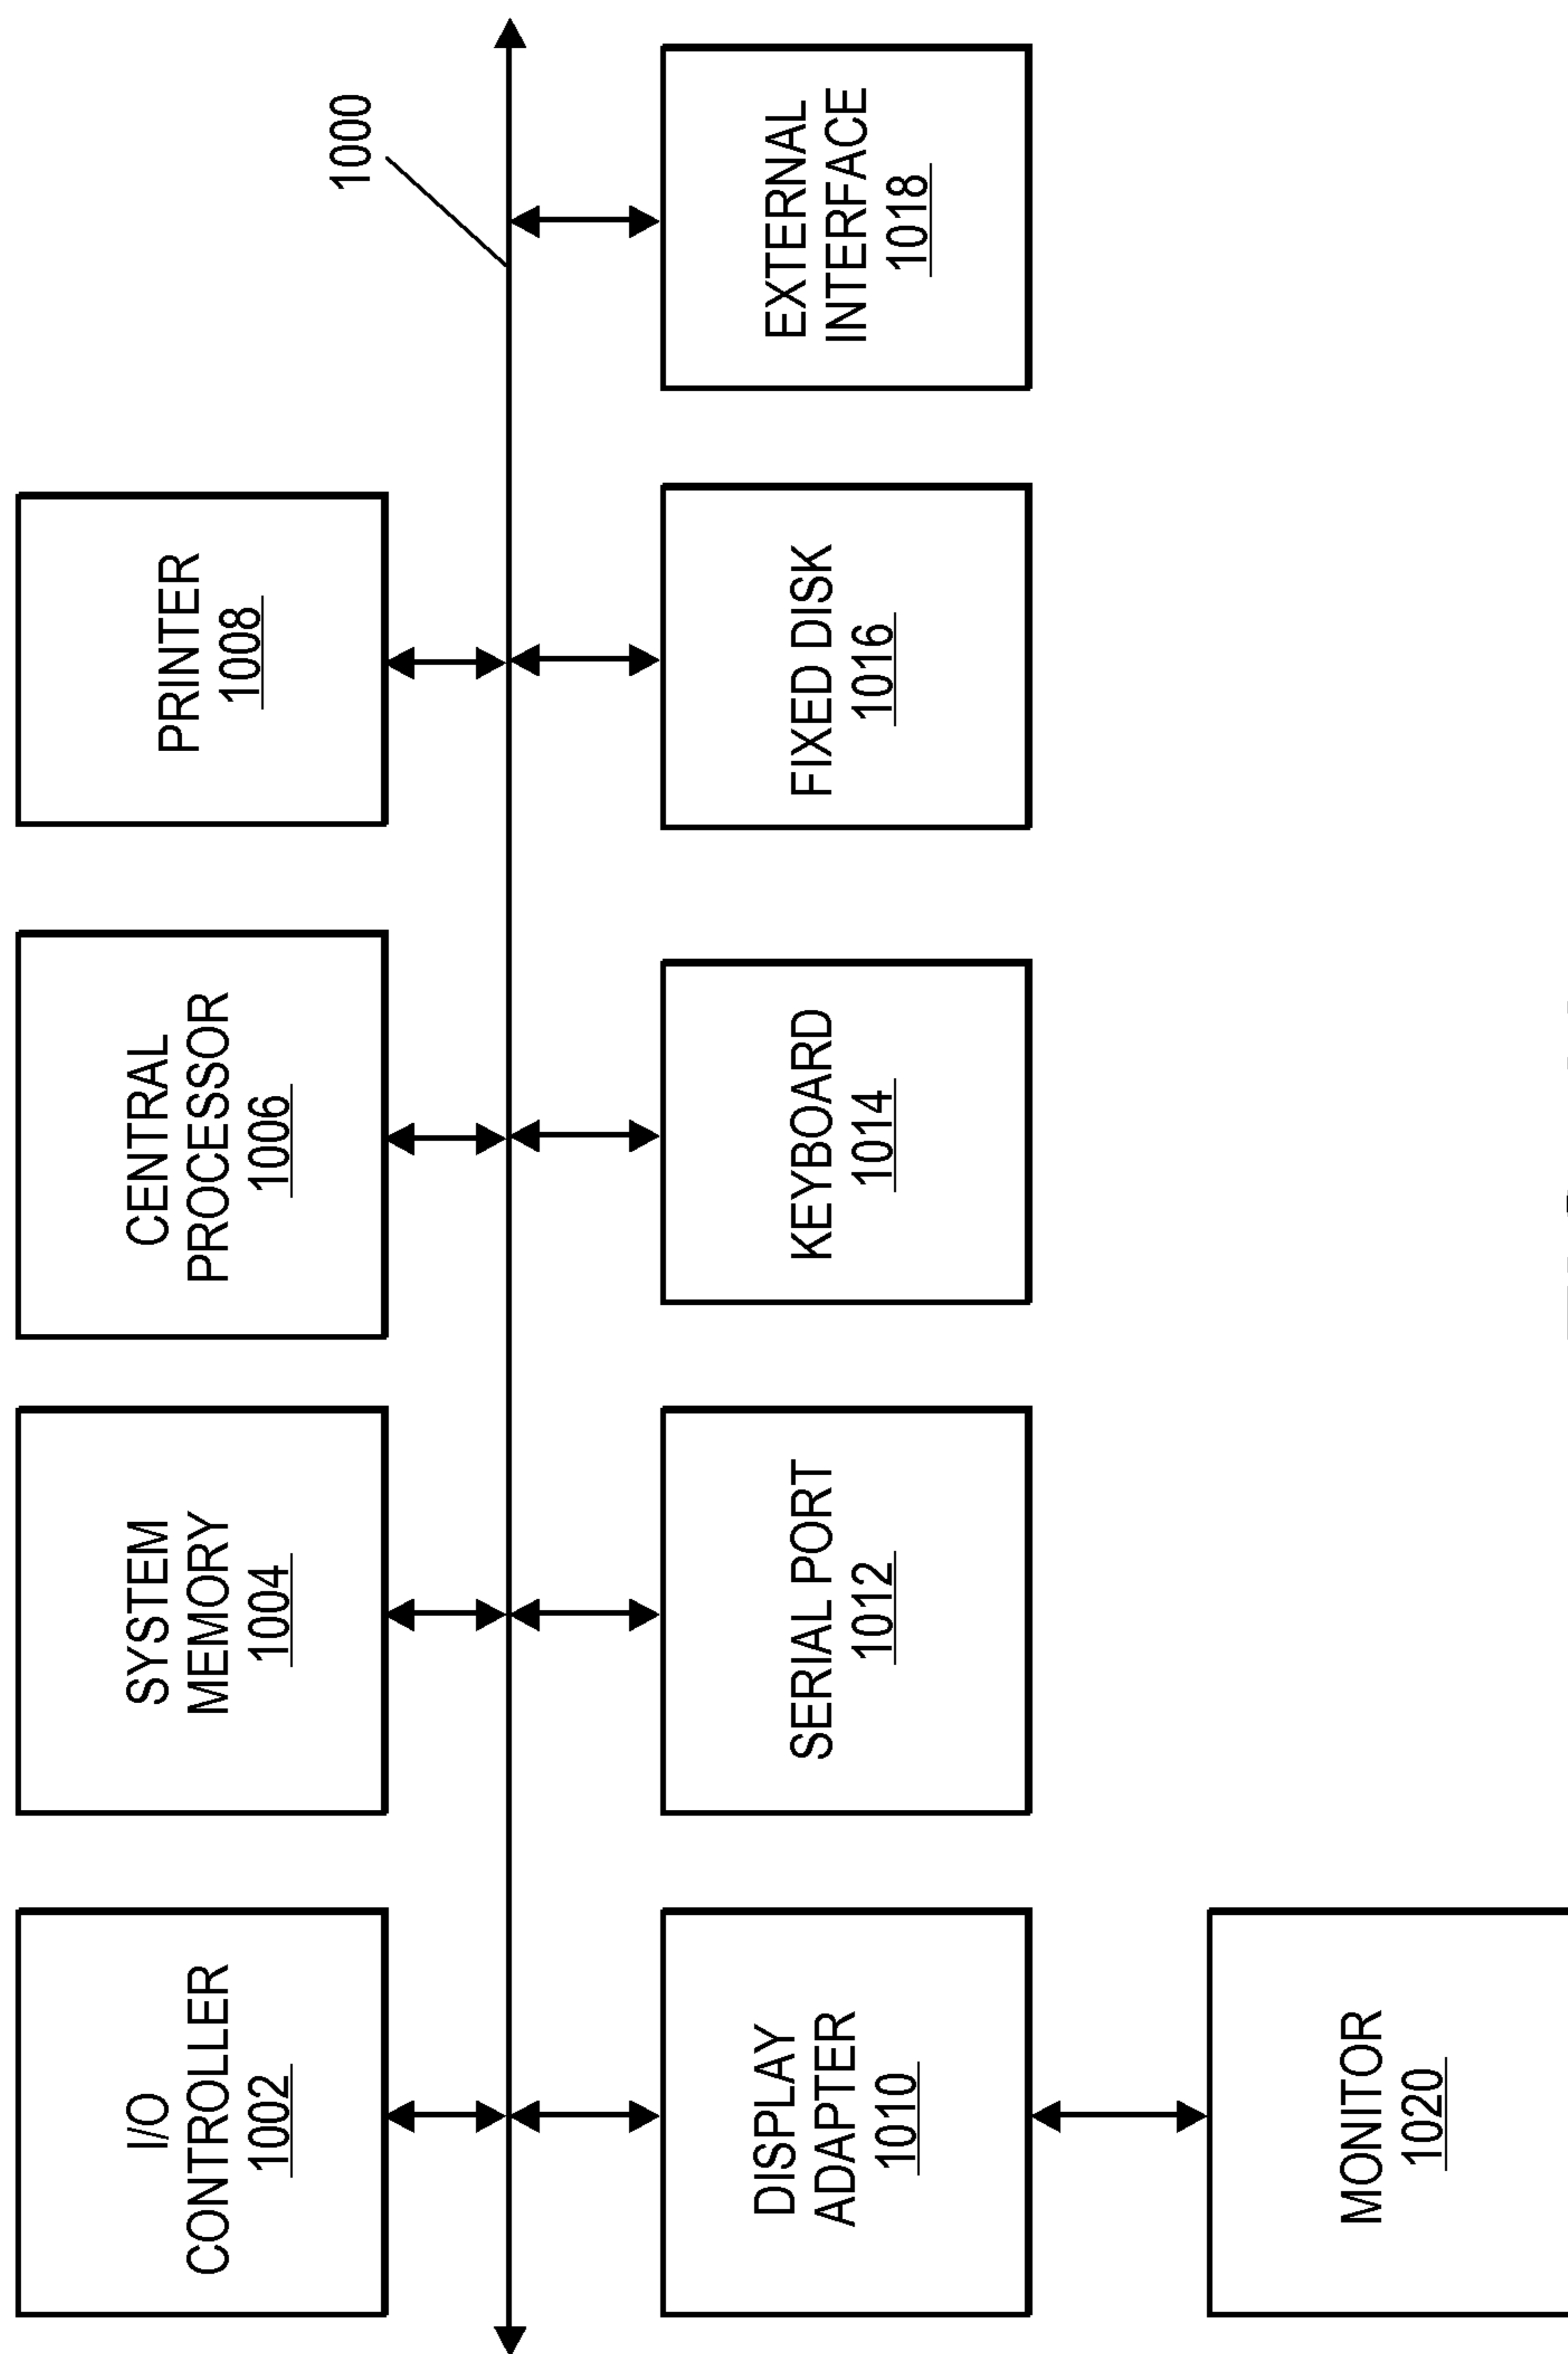 I/O
CONTROLLER
1002
SYSTEM
MEMORY
1004
CENTRAL
PROCESSOR
1006
PRINTER
1008
1000
DISPLAY
ADAPTER
1010
SERIAL PORT
1012
KEYBOARD
1014
FIXED DISK
1016
EXTERNAL
INTERFACE
1018
MONITOR
1020